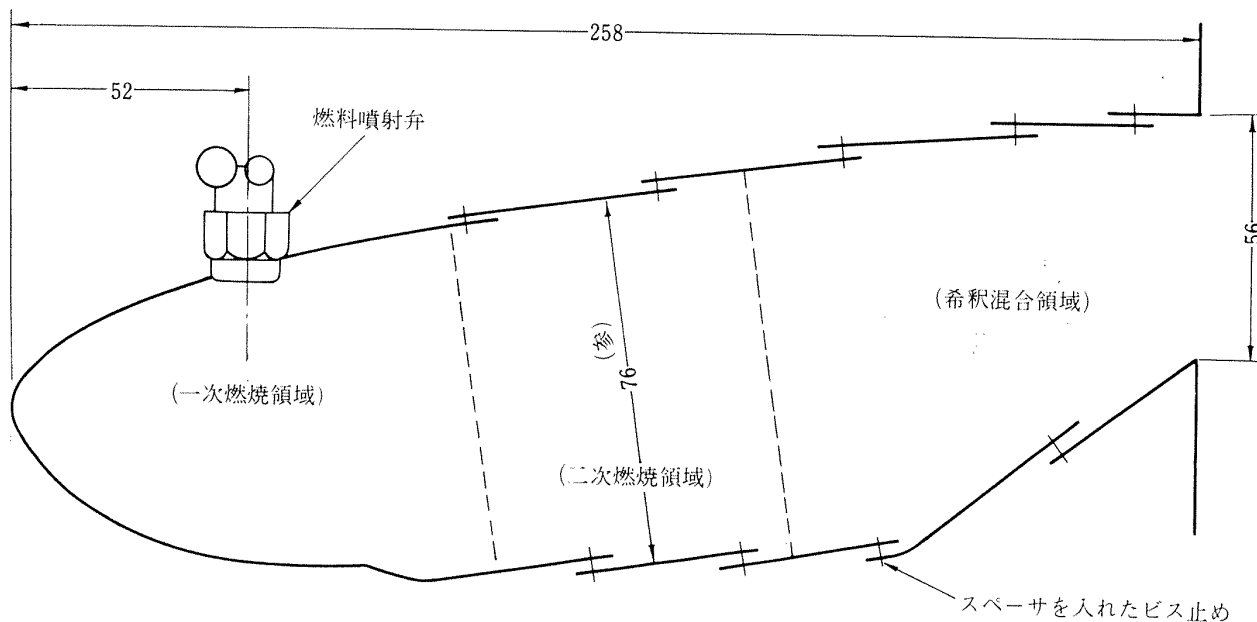 258
52
燃料噴射弁
56
(希釈混合領域)
(参)
76
(一次燃焼領域)
(二次燃焼領域)
スペーサを入れたビス止め